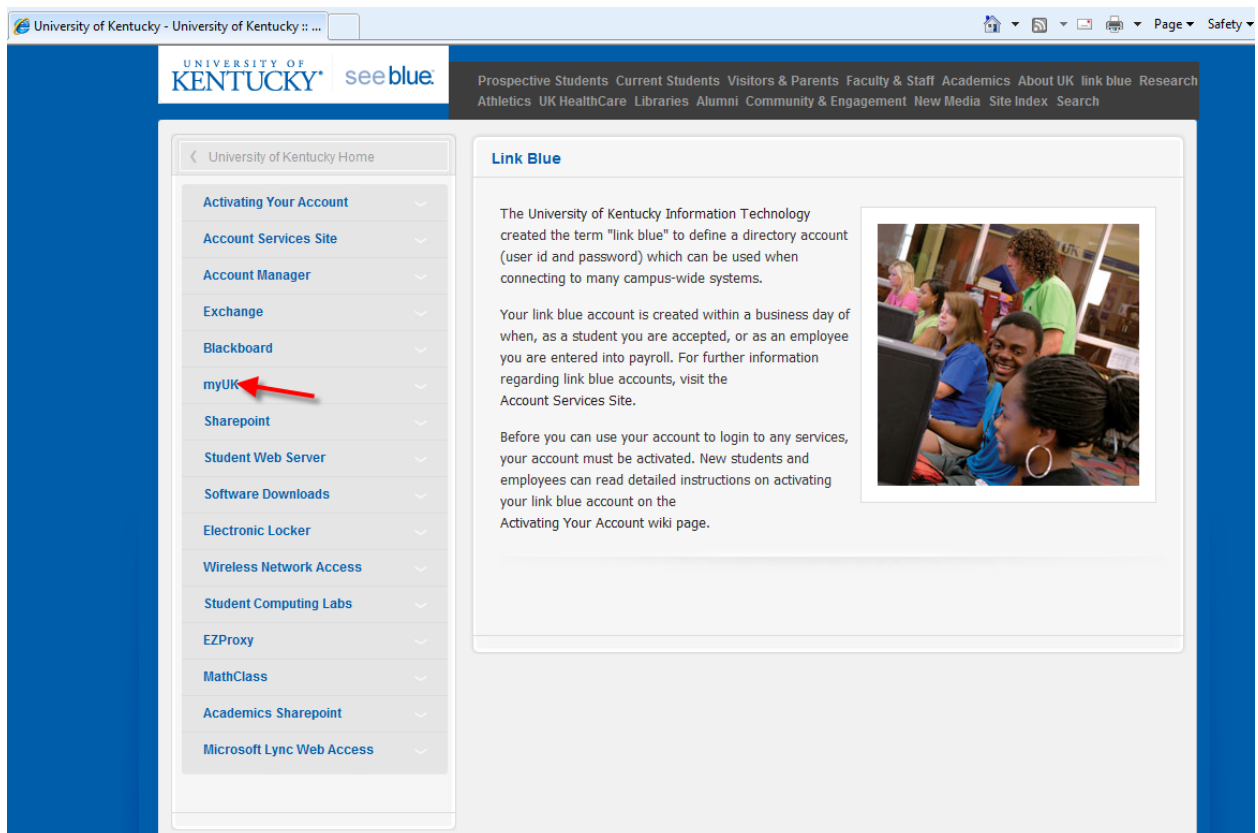 University of Kentucky - University of Kentucky :: ...
Page
Safety
UNIVERSITY OF
KENTUCKY
see blue.
Prospective Students Current Students Visitors & Parents Faculty & Staff Academics About UK link blue Research
Athletics UK HealthCare Libraries Alumni Community & Engagement New Media Site Index Search
University of Kentucky Home
Activating Your Account
Account Services Site
Account Manager
Exchange
Blackboard
myUK
Sharepoint
Student Web Server
Software Downloads
Electronic Locker
Wireless Network Access
Student Computing Labs
EZProxy
MathClass
Academics Sharepoint
Microsoft Lync Web Access
Link Blue
The University of Kentucky Information Technology
created the term "link blue" to define a directory account
(user id and password) which can be used when
connecting to many campus-wide systems.
Your link blue account is created within a business day of
when, as a student you are accepted, or as an employee
you are entered into payroll. For further information
regarding link blue accounts, visit the
Account Services Site.
Before you can use your account to login to any services,
your account must be activated. New students and
employees can read detailed instructions on activating
your link blue account on the
Activating Your Account wiki page.